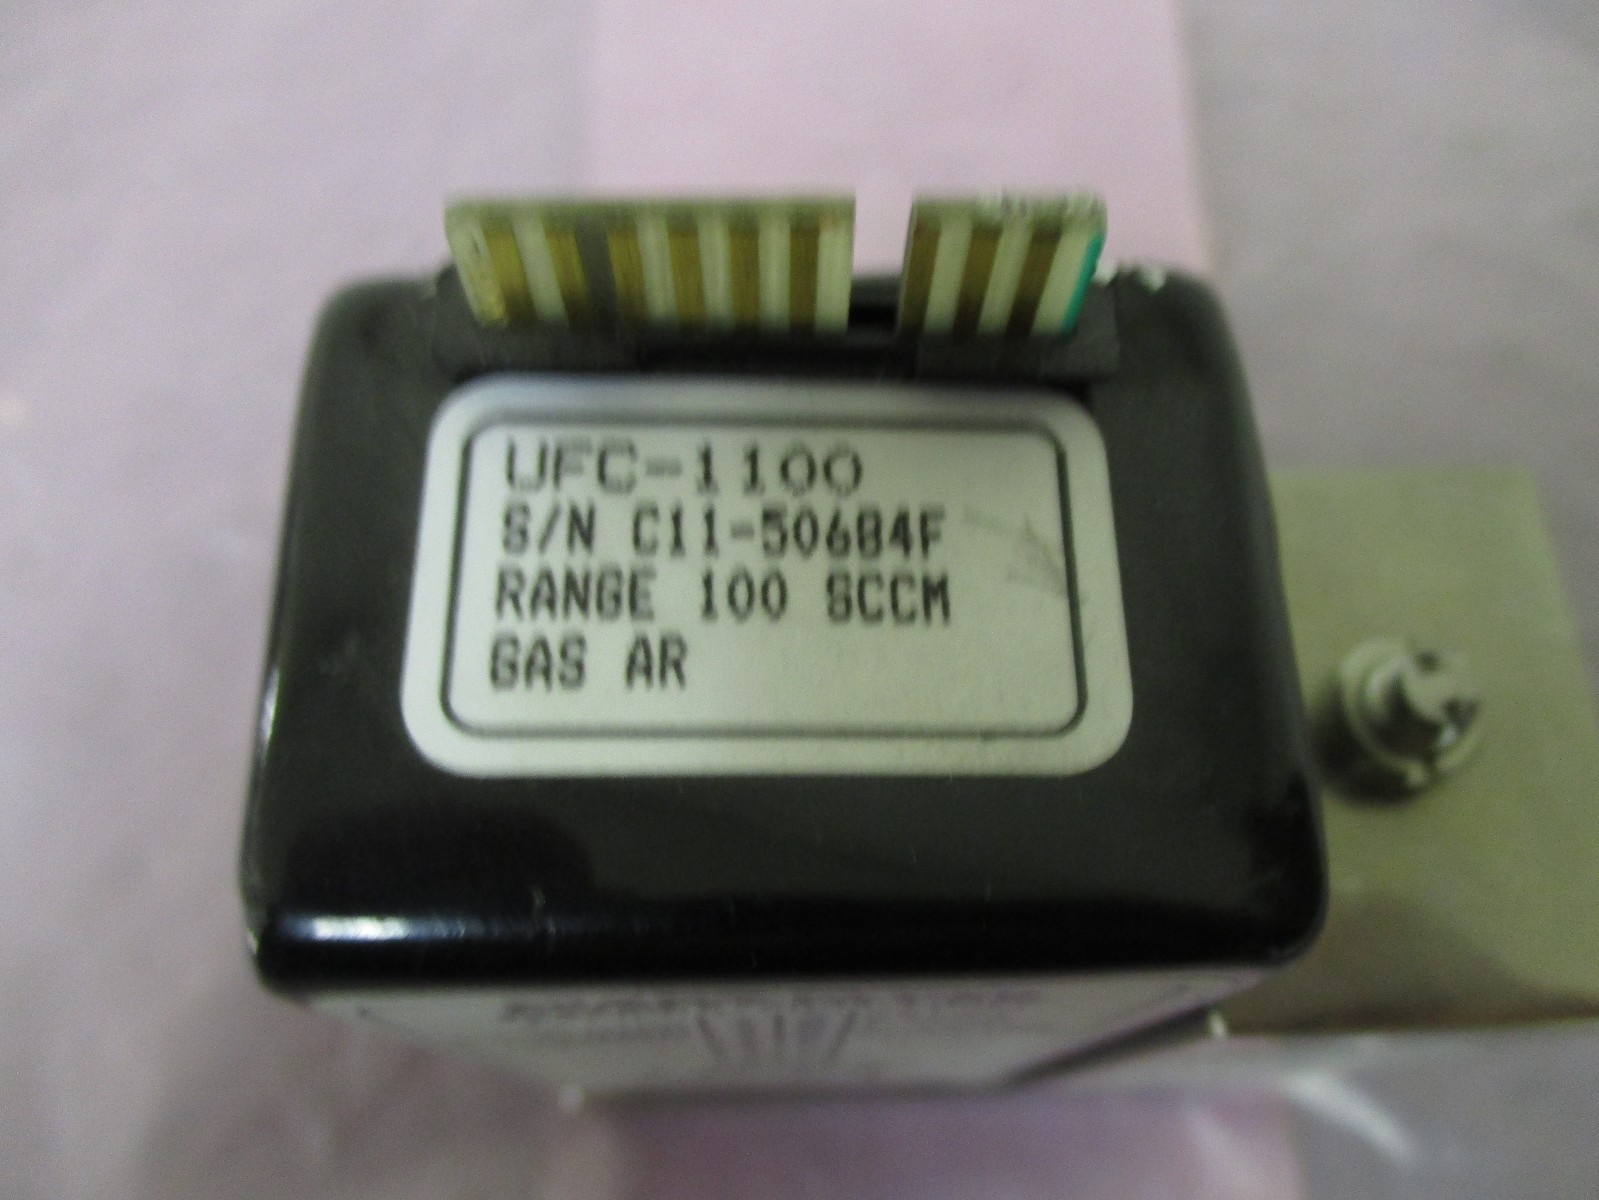 UFC-1100
S/N C11-50684F
RANGE 100 SCCM
GAS AR